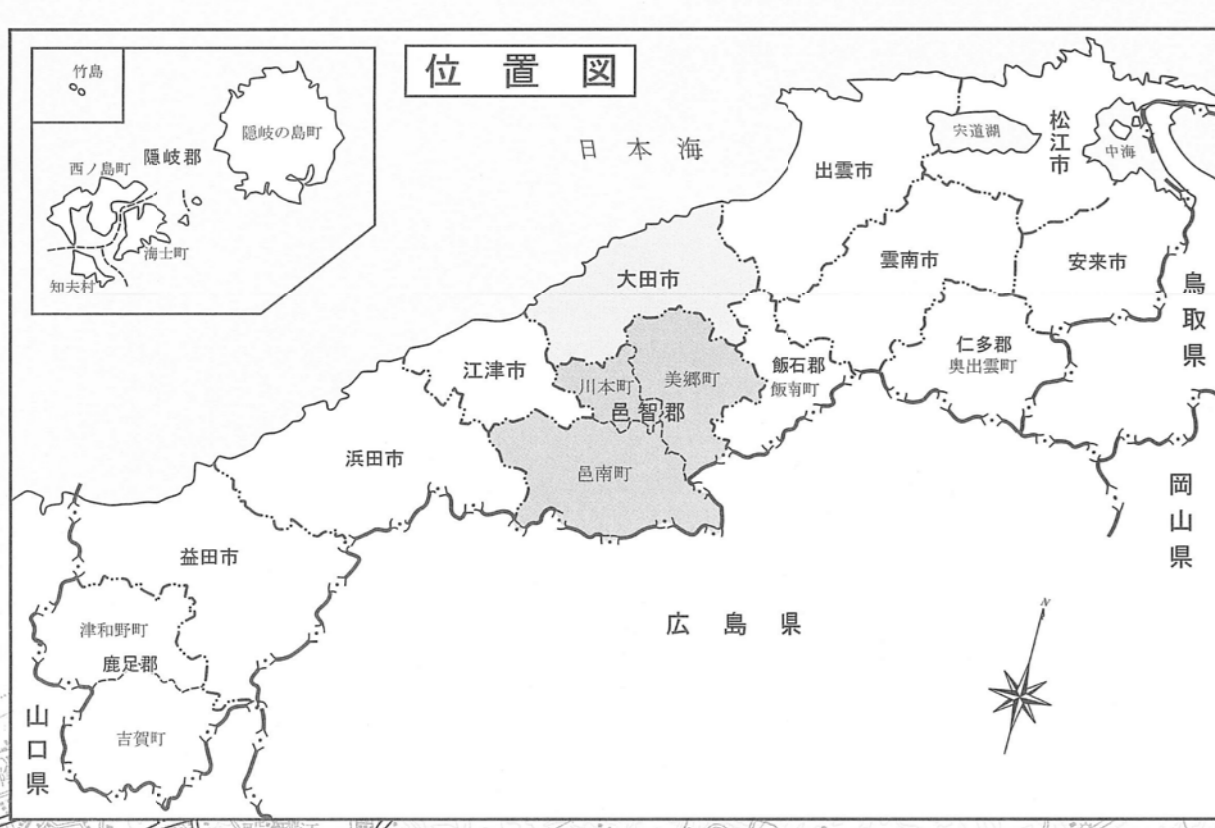 位置図
竹島
隠岐の島町
隠岐郡
西ノ島町
海士町
知夫村
日本海
宍道湖
松江市
中海
出雲市
雲南市
安来市
大田市
鳥取県
仁多郡
奥出雲町
飯石郡
飯南町
江津市
川本町
美郷町
邑智郡
邑南町
浜田市
岡山県
益田市
広島県
N
津和野町
鹿足郡
吉賀町
山口県